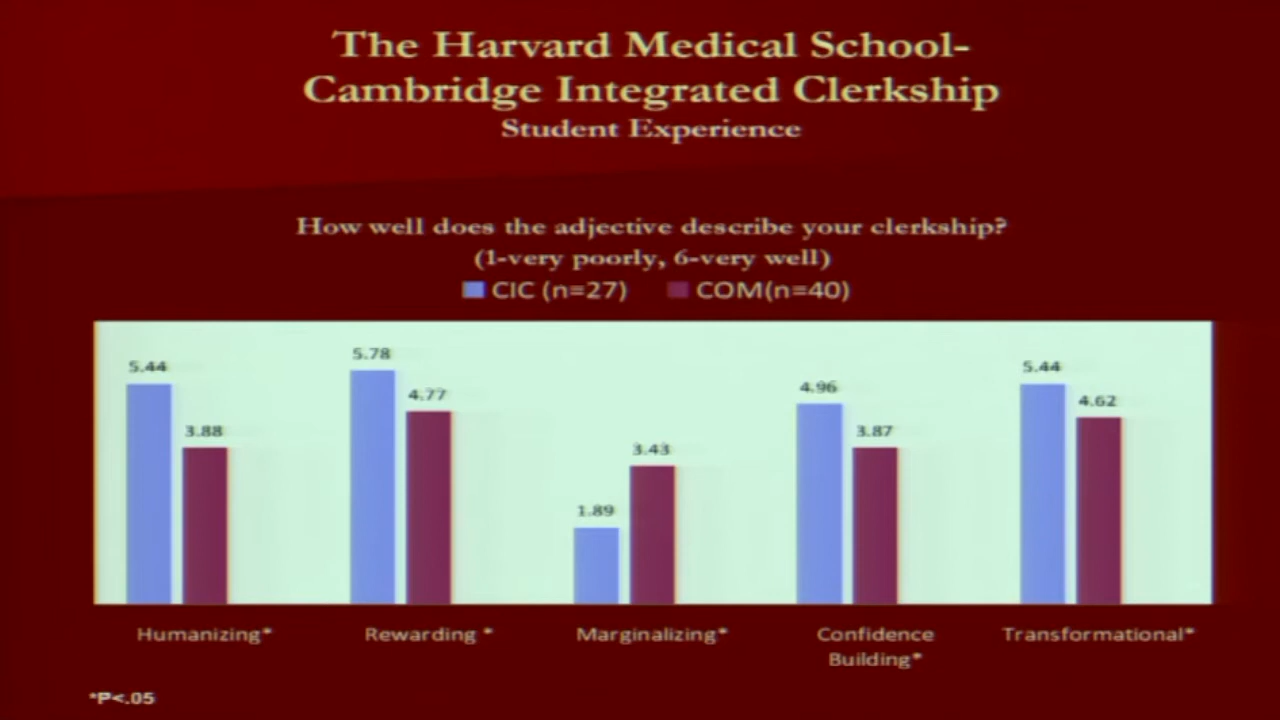 The Harvard Medical School-
Cambridge Integrated Clerkship
Student Experience
How well does the adjective describe your clerkship?
(1-very poorly, 6-very well)
CIC (n=27) COM(n=40)
5.44 3.88 5.78 4.77 1.89 3.43 4.96 3.87 5.44 4.62
Humanizing* Rewarding * Marginalizing* Confidence Building* Transformational*
*P<.05